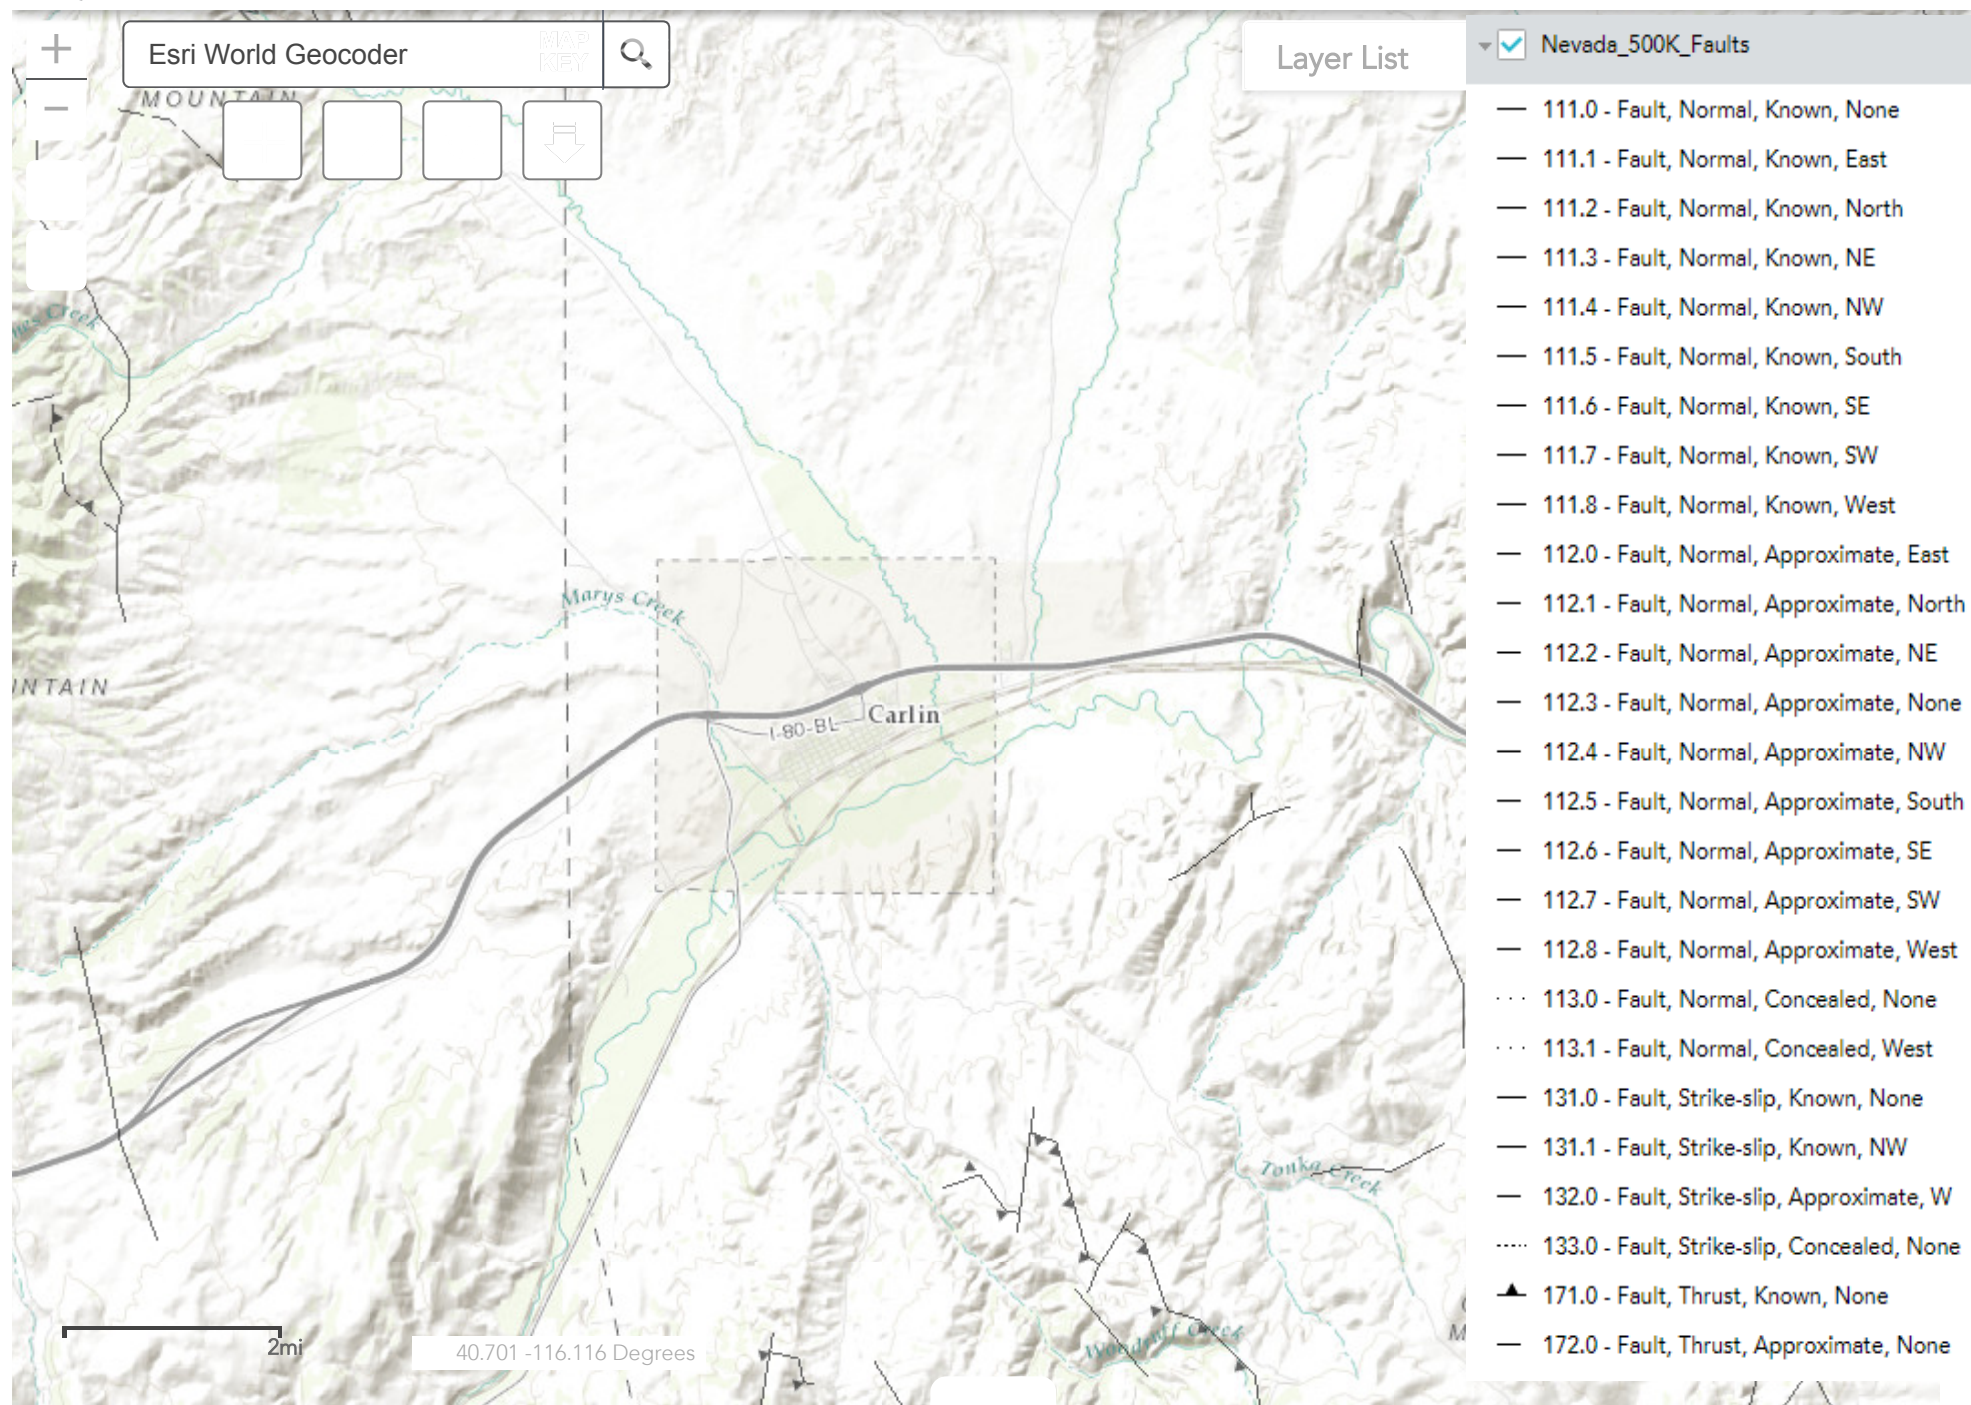 Esri World Geocoder
MAP
KEY
Layer List
Nevada_500K_Faults
111.0 - Fault, Normal, Known, None
111.1 - Fault, Normal, Known, East
111.2 - Fault, Normal, Known, North
111.3 - Fault, Normal, Known, NE
111.4 - Fault, Normal, Known, NW
111.5 - Fault, Normal, Known, South
111.6 - Fault, Normal, Known, SE
111.7 - Fault, Normal, Known, SW
111.8 - Fault, Normal, Known, West
112.0 - Fault, Normal, Approximate, East
112.1 - Fault, Normal, Approximate, North
112.2 - Fault, Normal, Approximate, NE
112.3 - Fault, Normal, Approximate, None
112.4 - Fault, Normal, Approximate, NW
112.5 - Fault, Normal, Approximate, South
112.6 - Fault, Normal, Approximate, SE
112.7 - Fault, Normal, Approximate, SW
112.8 - Fault, Normal, Approximate, West
113.0 - Fault, Normal, Concealed, None
113.1 - Fault, Normal, Concealed, West
131.0 - Fault, Strike-slip, Known, None
131.1 - Fault, Strike-slip, Known, NW
132.0 - Fault, Strike-slip, Approximate, W
133.0 - Fault, Strike-slip, Concealed, None
171.0 - Fault, Thrust, Known, None
172.0 - Fault, Thrust, Approximate, None
MOUNTAIN
Creek
Marys Creek
NTAIN
Carlin
I-80-BL
Tonka Creek
Woodruff Creek
2mi
40.701 -116.116 Degrees